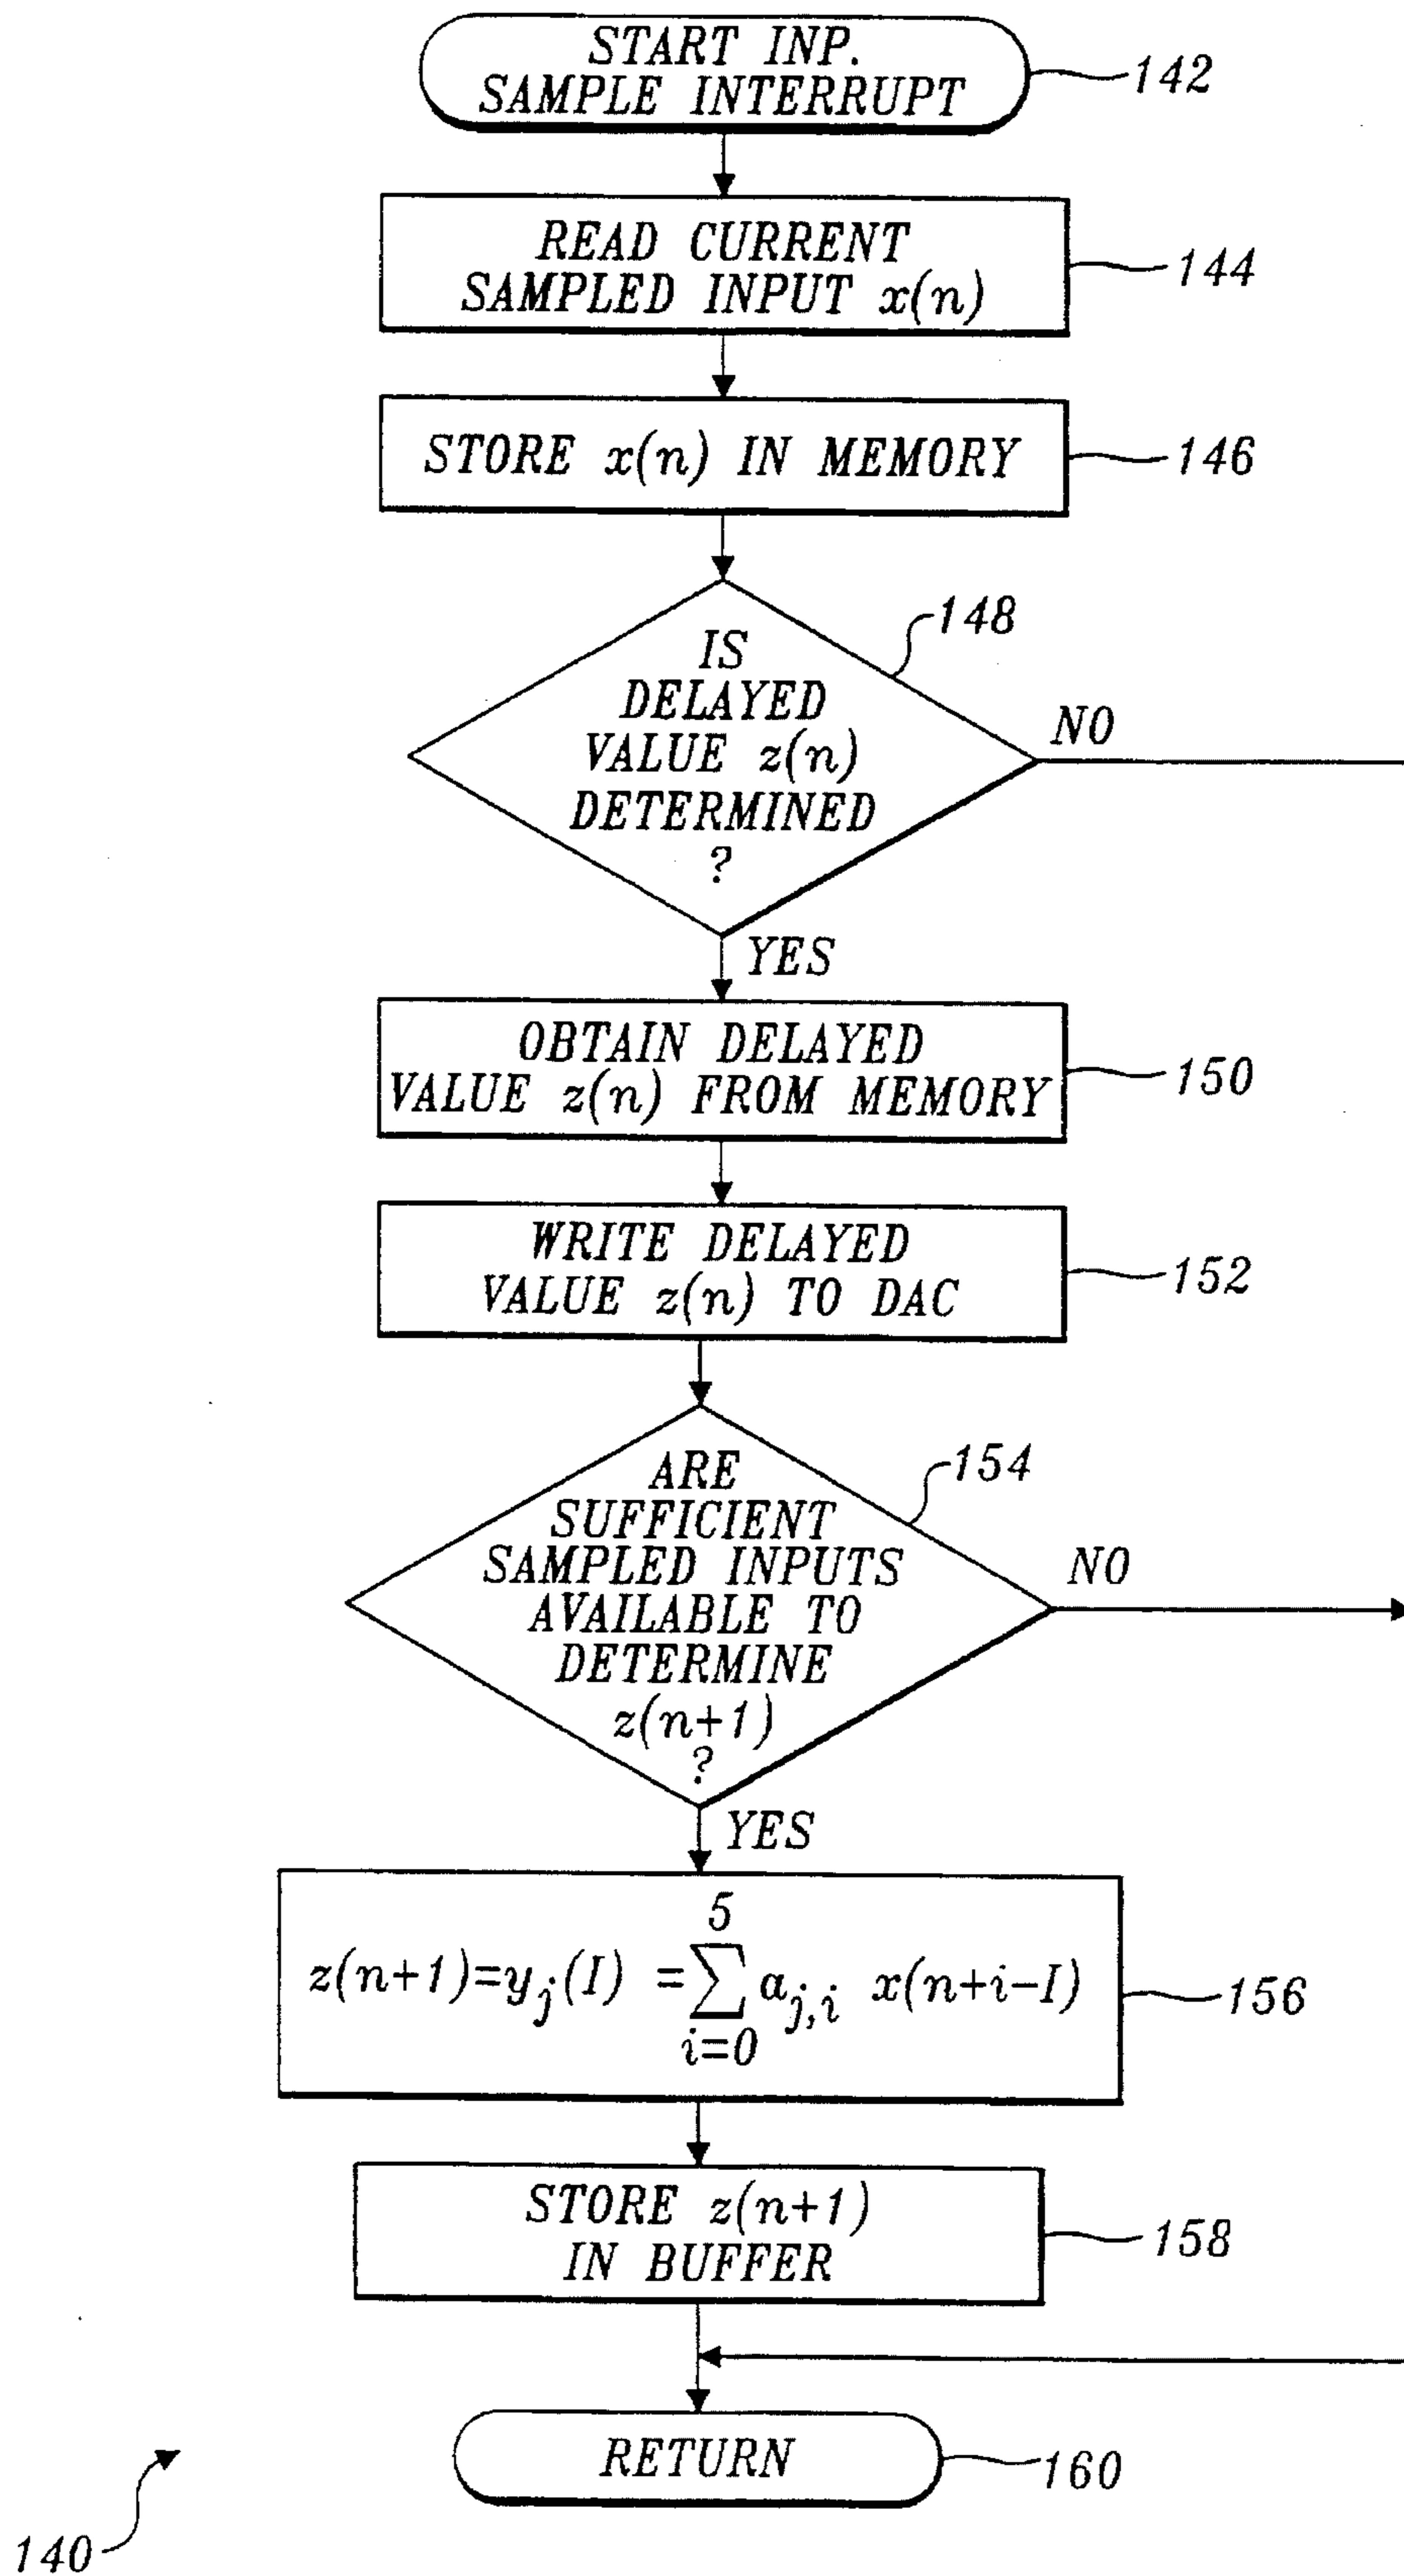 START INP.
SAMPLE INTERRUPT
142
READ CURRENT
SAMPLED INPUT x(n)
144
STORE x(n) IN MEMORY
146
148
IS
DELAYED
VALUE z(n)
DETERMINED
?
NO
YES
OBTAIN DELAYED
VALUE z(n) FROM MEMORY
150
WRITE DELAYED
VALUE z(n) TO DAC
152
154
ARE
SUFFICIENT
SAMPLED INPUTS
AVAILABLE TO
DETERMINE
z(n+1)
?
NO
YES
5
z(n+1)=y_j(I) =∑ a_{j,i} x(n+i-I)
i=0
156
STORE z(n+1)
IN BUFFER
158
RETURN
160
140